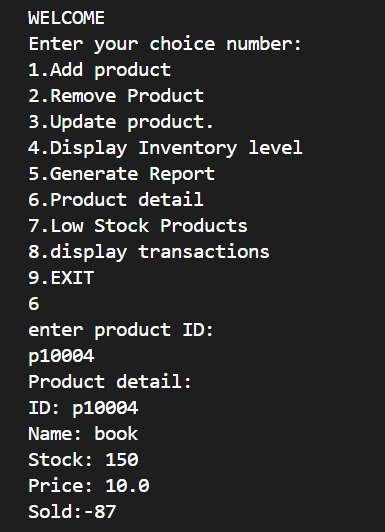 WELCOME
Enter your choice number:
1.Add product
2.Remove Product
3.Update product.
4.Display Inventory level
5.Generate Report
6.Product detail
7.Low Stock Products
8.display transactions
9.EXIT
6
enter product ID:
p10004
Product detail:
ID: p10004
Name: book
Stock: 150
Price: 10.0
Sold:-87